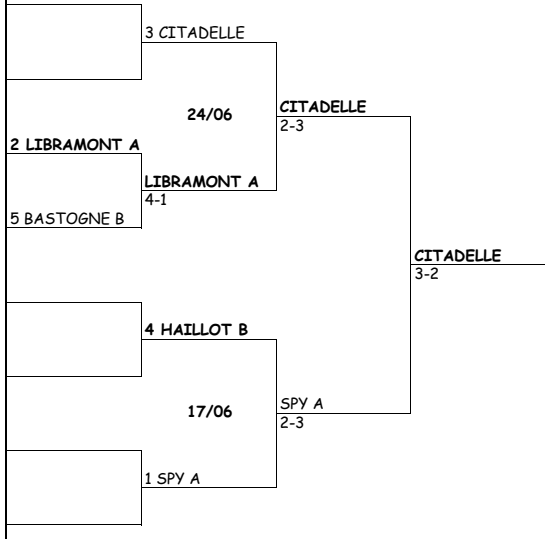 3 CITADELLE
24/06
CITADELLE
2-3
2 LIBRAMONT A
LIBRAMONT A
4-1
5 BASTOGNE B
CITADELLE
3-2
4 HAILLOT B
17/06
SPY A
2-3
1 SPY A